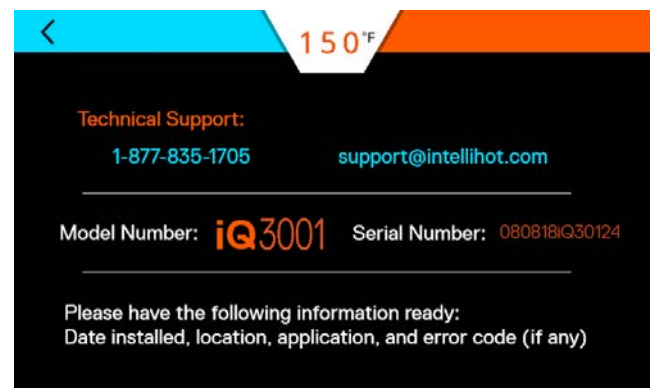 150°F
Technical Support:
1-877-835-1705 support@intellihot.com
Model Number: iQ3001 Serial Number: 080818iQ30124
Please have the following information ready:
Date installed, location, application, and error code (if any)